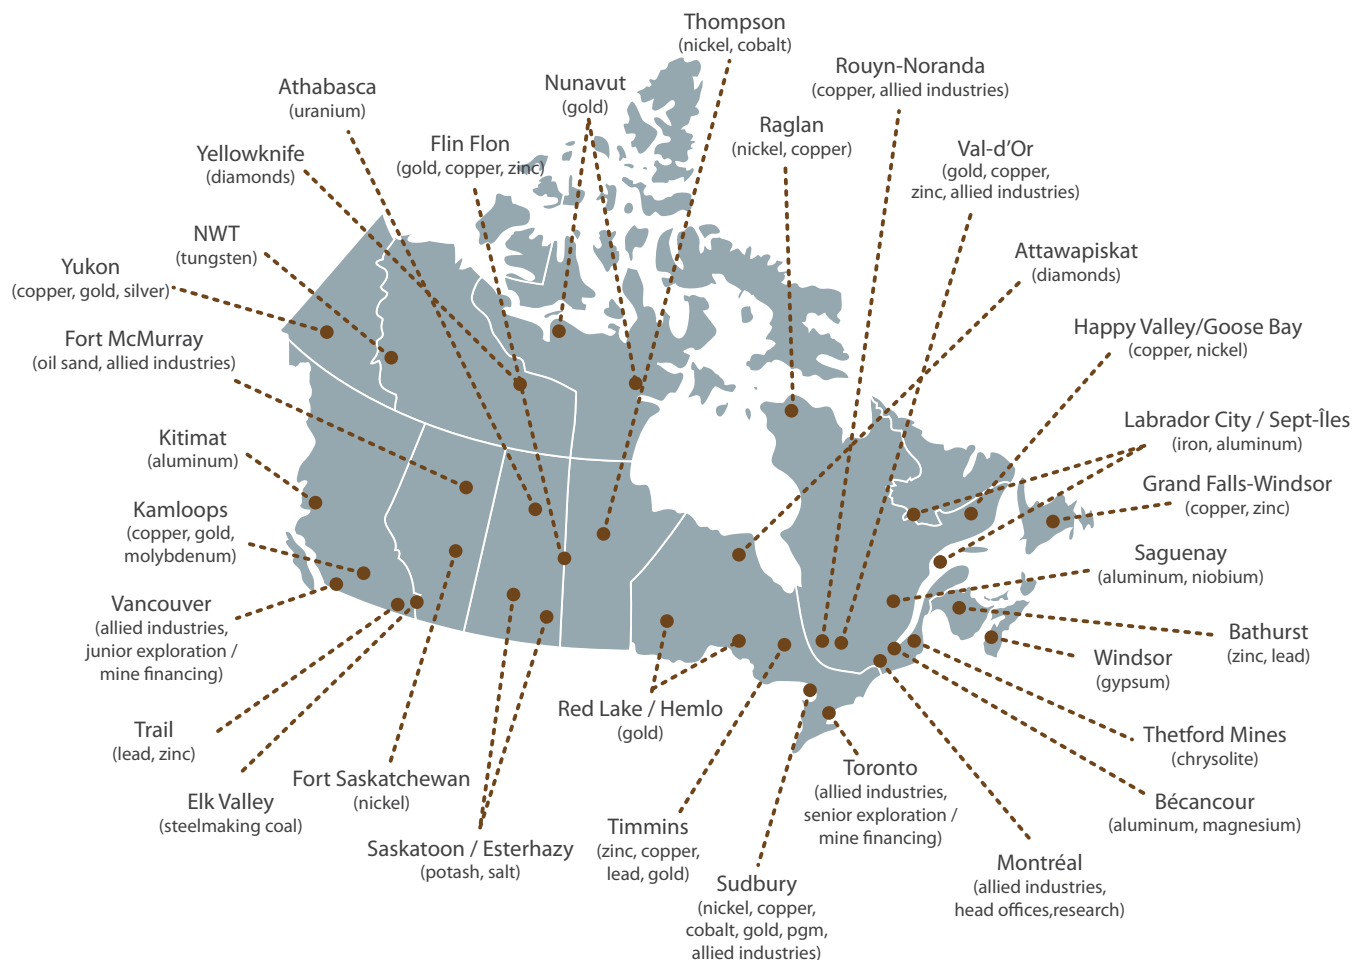 Thompson
(nickel, cobalt)
Rouyn-Noranda
(copper, allied industries)
Athabasca
(uranium)
Nunavut
(gold)
Raglan
(nickel, copper)
Flin Flon
(gold, copper, zinc)
Yellowknife
(diamonds)
Val-d’Or
(gold, copper,
zinc, allied industries)
NWT
(tungsten)
Attawapiskat
(diamonds)
Yukon
(copper, gold, silver)
Fort McMurray
(oil sand, allied industries)
Happy Valley/Goose Bay
(copper, nickel)
Kitimat
(aluminum)
Labrador City / Sept-Îles
(iron, aluminum)
Grand Falls-Windsor
(copper, zinc)
Kamloops
(copper, gold,
molybdenum)
Saguenay
(aluminum, niobium)
Vancouver
(allied industries,
junior exploration /
mine financing)
Bathurst
(zinc, lead)
Windsor
(gypsum)
Trail
(lead, zinc)
Red Lake / Hemlo
(gold)
Thetford Mines
(chrysolite)
Elk Valley
(steelmaking coal)
Fort Saskatchewan
(nickel)
Toronto
(allied industries,
senior exploration /
mine financing)
Bécancour
(aluminum, magnesium)
Saskatoon / Esterhazy
(potash, salt)
Timmins
(zinc, copper,
lead, gold)
Montréal
(allied industries,
head offices,research)
Sudbury
(nickel, copper,
cobalt, gold, pgm,
allied industries)